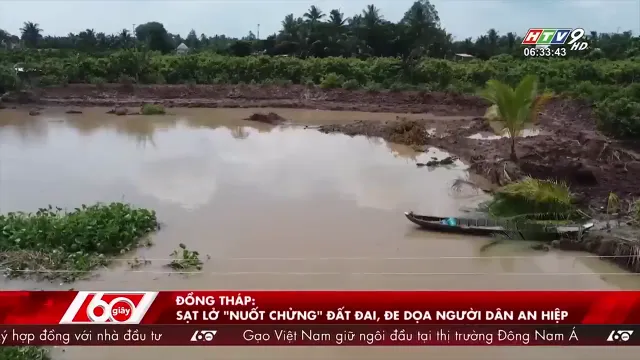 HTV9 HD
06:33:43
60 giây
ĐỒNG THÁP:
SẠT LỞ "NUỐT CHỬNG" ĐẤT ĐAI, ĐE DỌA NGƯỜI DÂN AN HIỆP
ý hợp đồng với nhà đầu tư
Gạo Việt Nam giữ ngôi đầu tại thị trường Đông Nam Á